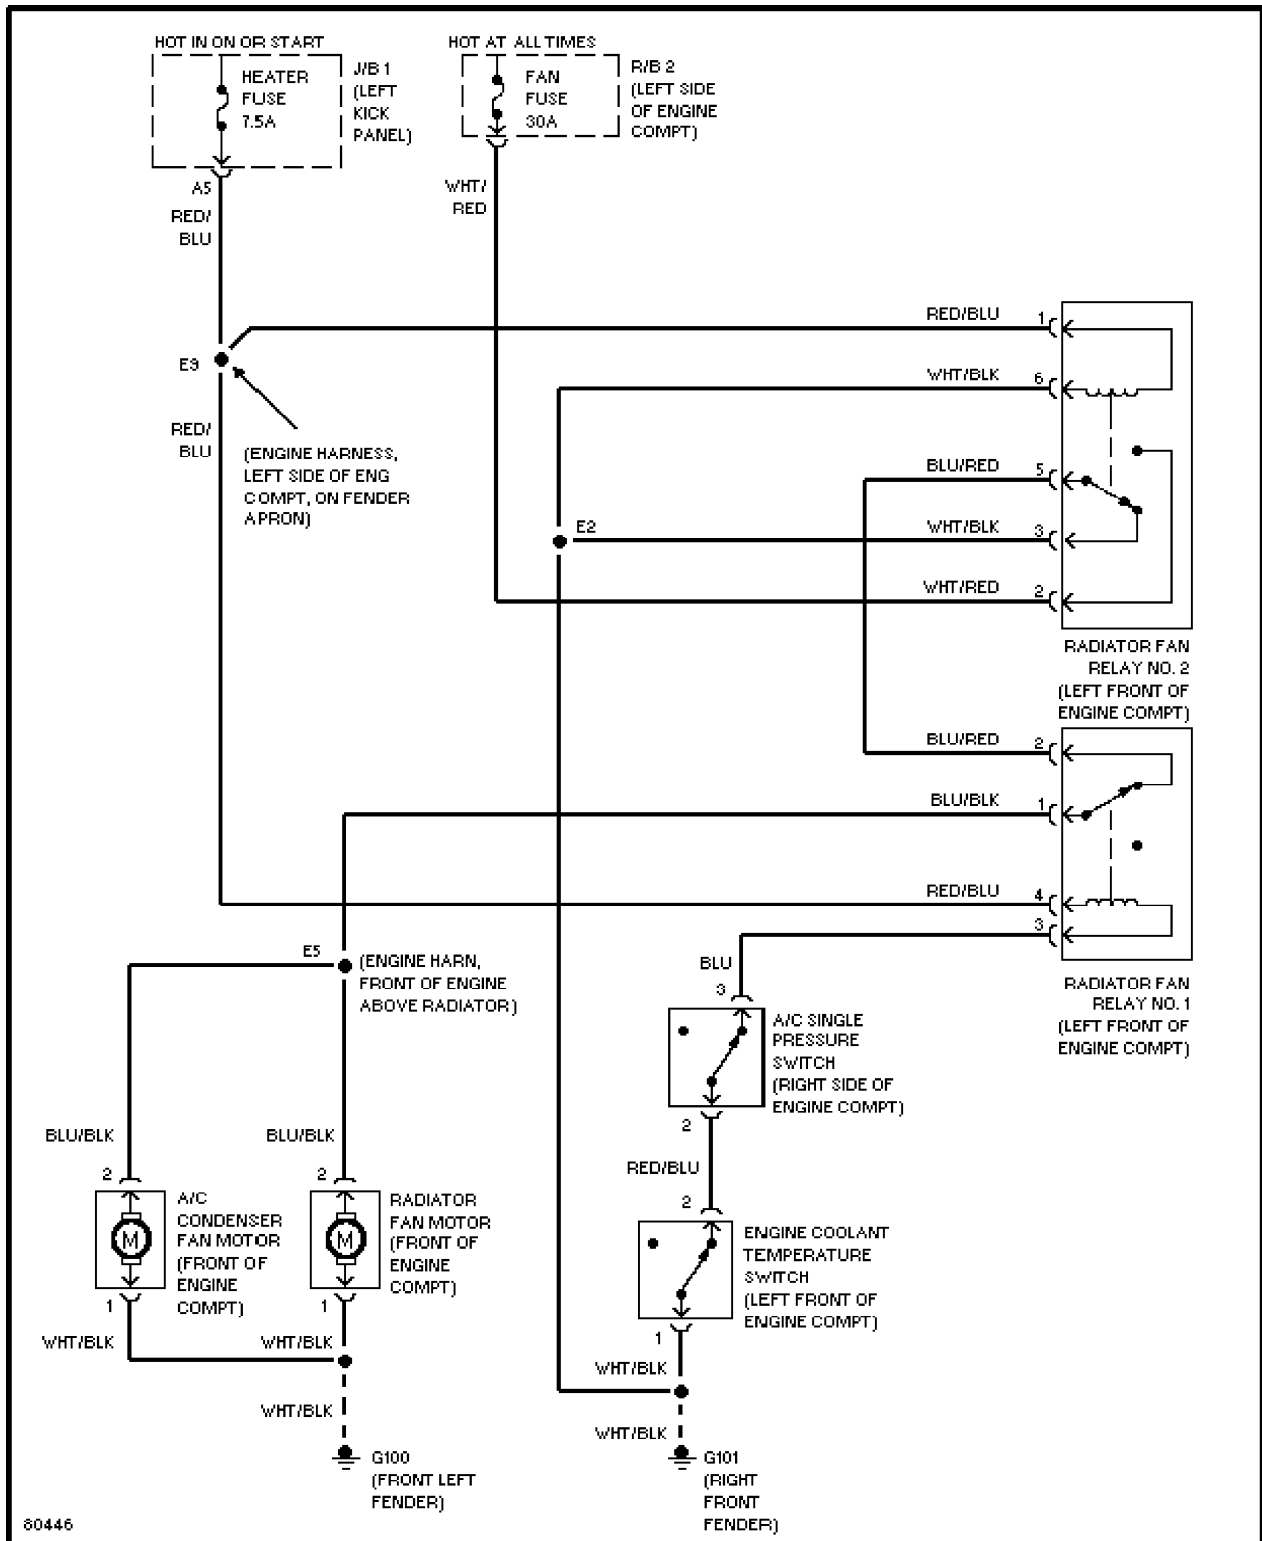 HOT IN ON OR START
HEATER
FUSE
7.5A
J/B 1
(LEFT
KICK
PANEL)
HOT AT ALL TIMES
FAN
FUSE
30A
R/B 2
(LEFT SIDE
OF ENGINE
COMPT)
A5
RED/
BLU
WHT/
RED
E9
RED/
BLU
(ENGINE HARNESS,
LEFT SIDE OF ENG
COMPT, ON FENDER
APRON)
RED/BLU 1
WHT/BLK 6
BLU/RED 5
E2
WHT/BLK 3
WHT/RED 2
RADIATOR FAN
RELAY NO. 2
(LEFT FRONT OF
ENGINE COMPT)
BLU/RED 2
BLU/BLK 1
RED/BLU 4
3
RADIATOR FAN
RELAY NO. 1
(LEFT FRONT OF
ENGINE COMPT)
E5
(ENGINE HARN,
FRONT OF ENGINE
ABOVE RADIATOR)
BLU
3
A/C SINGLE
PRESSURE
SWITCH
(RIGHT SIDE OF
ENGINE COMPT)
2
RED/BLU
2
ENGINE COOLANT
TEMPERATURE
SWITCH
(LEFT FRONT OF
ENGINE COMPT)
1
WHT/BLK
WHT/BLK
G101
(RIGHT
FRONT
FENDER)
BLU/BLK
2
M
A/C
CONDENSER
FAN MOTOR
(FRONT OF
ENGINE
COMPT)
1
WHT/BLK
BLU/BLK
2
M
RADIATOR
FAN MOTOR
(FRONT OF
ENGINE
COMPT)
1
WHT/BLK
WHT/BLK
G100
(FRONT LEFT
FENDER)
80446